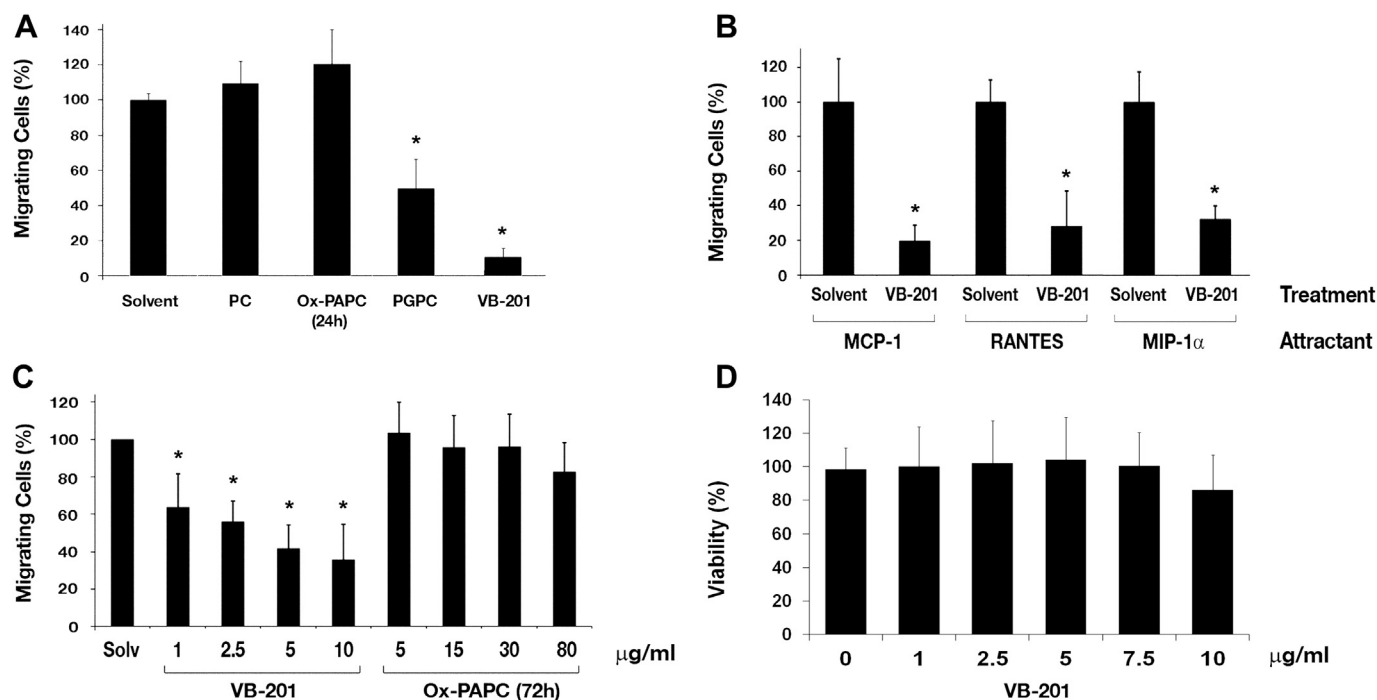 A
Migrating Cells (%)
140
120
100
80
60
40
20
0
*
*
Solvent PC Ox-PAPC PGPC VB-201
(24h)
B
Migrating Cells (%)
120
100
80
60
40
20
0
*
*
*
Solvent VB-201 Solvent VB-201 Solvent VB-201 Treatment
MCP-1 RANTES MIP-1α Attractant
C
Migrating Cells (%)
120
100
80
60
40
20
0
* * * *
Solv 1 2.5 5 10 5 15 30 80 μg/ml
VB-201 Ox-PAPC (72h)
D
Viability (%)
140
120
100
80
60
40
20
0
0 1 2.5 5 7.5 10 μg/ml
VB-201